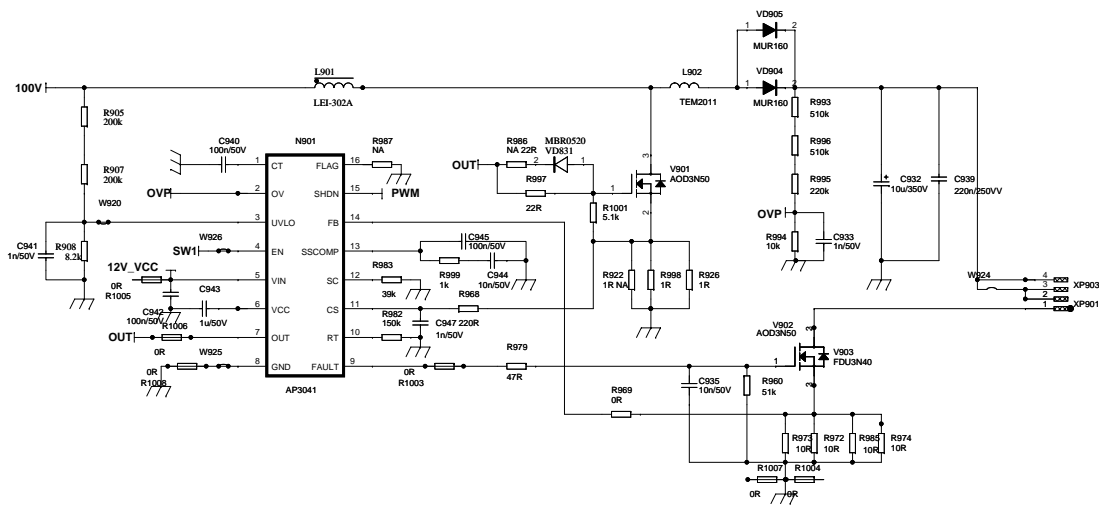 VD905
1 2
MUR160
L901
L902
VD904
100V
1 2
LEI-302A
TEM2011
MUR160
R905
200k
R993
510k
C940
100n/50V
N901
R987
NA
R986
NA 22R
MBR0520
VD831
R996
510k
1 CT
FLAG 16
OUT
2 1
3
R907
200k
V901
AOD3N50
R995
220k
C932
10u/350V
C939
220n/250VV
OVP
2 OV
SHDN 15
PWM
R997
22R
1
2
W920
3 UVLO
FB 14
R1001
5.1k
OVP
C941
1n/50V
R908
8.2k
W926
SW1
4 EN
SSCOMP 13
C945
100n/50V
R994
10k
C933
1n/50V
R999
1k
C944
10n/50V
12V_VCC
5 VIN
SC 12
R983
39k
R922
1R NA
R998
1R
R926
1R
W924
4
3
2
1
XP903
XP901
0R
R1005
C943
1u/50V
C942
100n/50V
6 VCC
CS 11
R968
220R
R982
150k
C947
1n/50V
R1006
OUT
0R
7 OUT
RT 10
V902
AOD3N50
3
W925
8 GND
FAULT 9
R979
47R
1
V903
FDU3N40
0R
R1008
0R
R1003
AP3041
C935
10n/50V
R960
51k
2
R969
0R
R973
10R
R972
10R
R985
10R
R974
10R
R1007
R1004
0R
0R